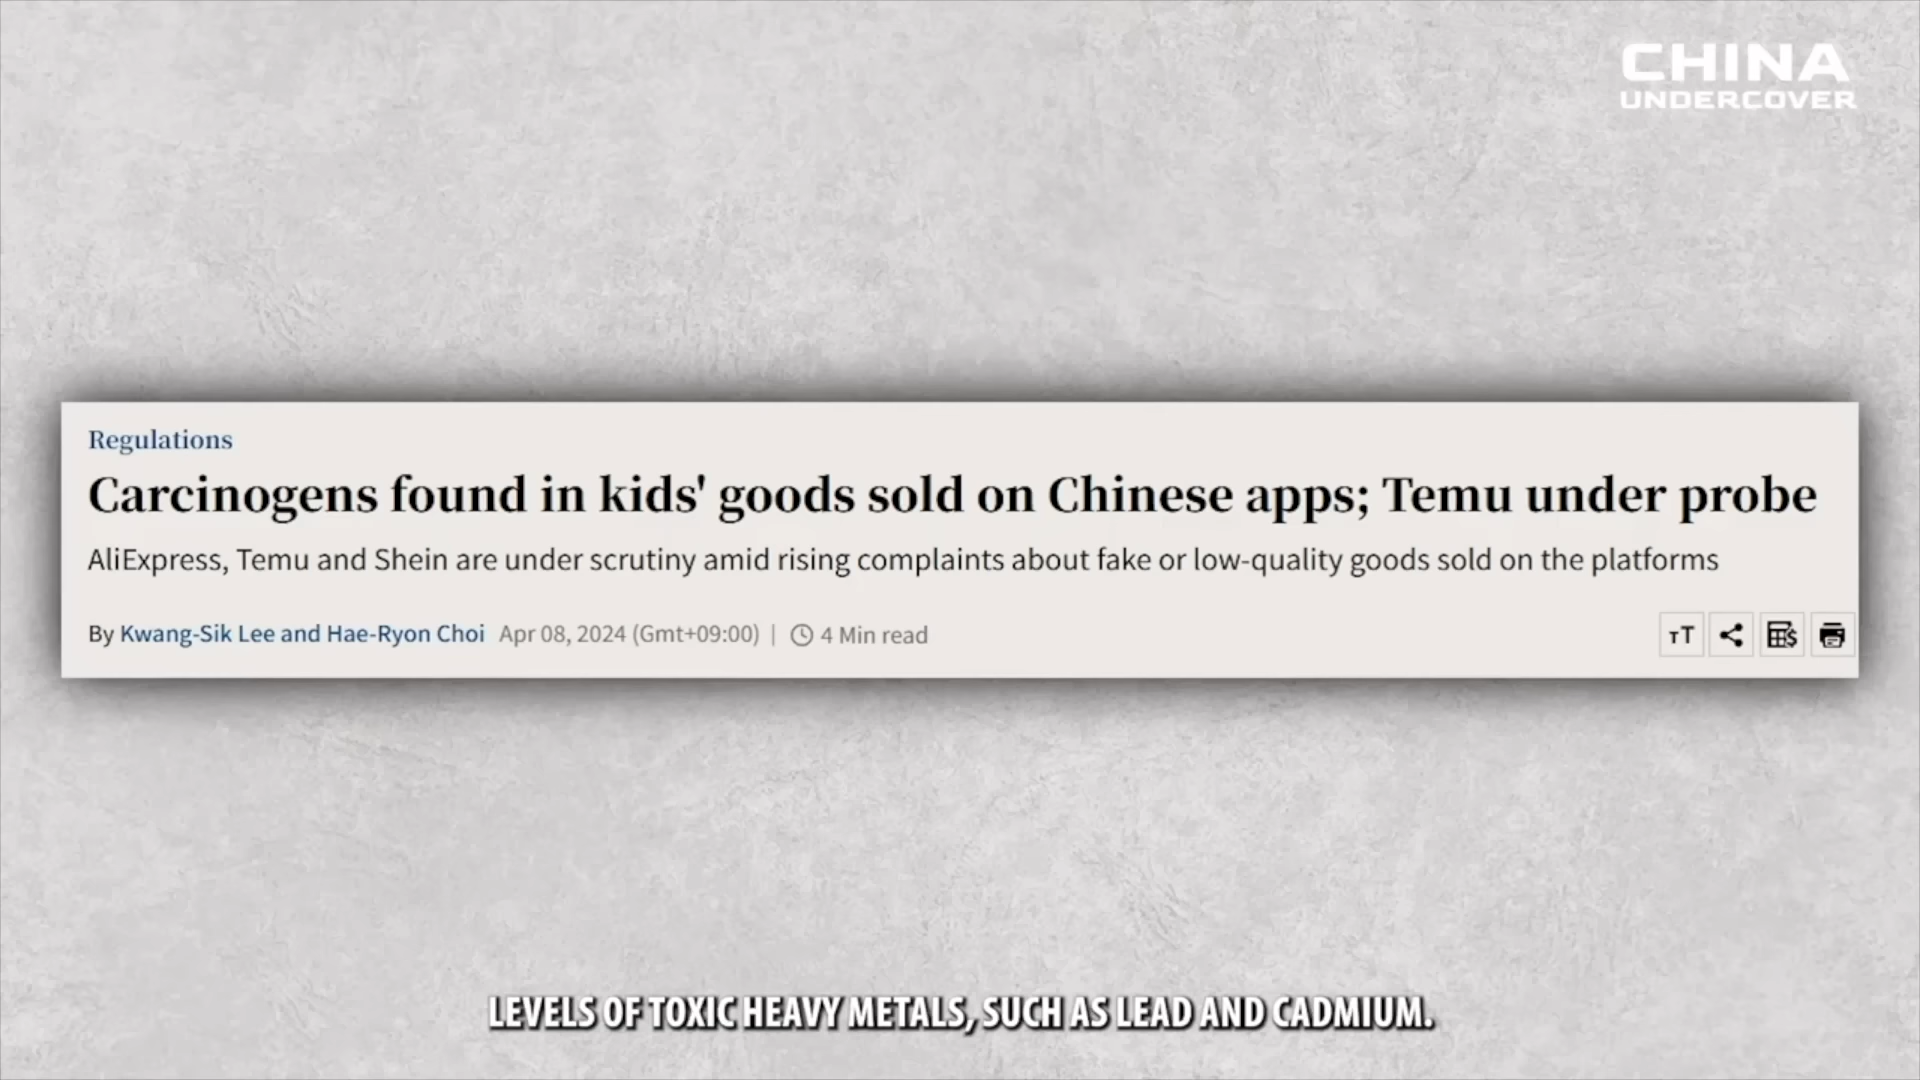 CHINA
UNDERCOVER
Regulations
Carcinogens found in kids' goods sold on Chinese apps; Temu under probe
AliExpress, Temu and Shein are under scrutiny amid rising complaints about fake or low-quality goods sold on the platforms
By Kwang-Sik Lee and Hae-Ryon Choi Apr 08, 2024 (Gmt+09:00) | 4 Min read
TT
LEVELS OF TOXIC HEAVY METALS, SUCH AS LEAD AND CADMIUM.